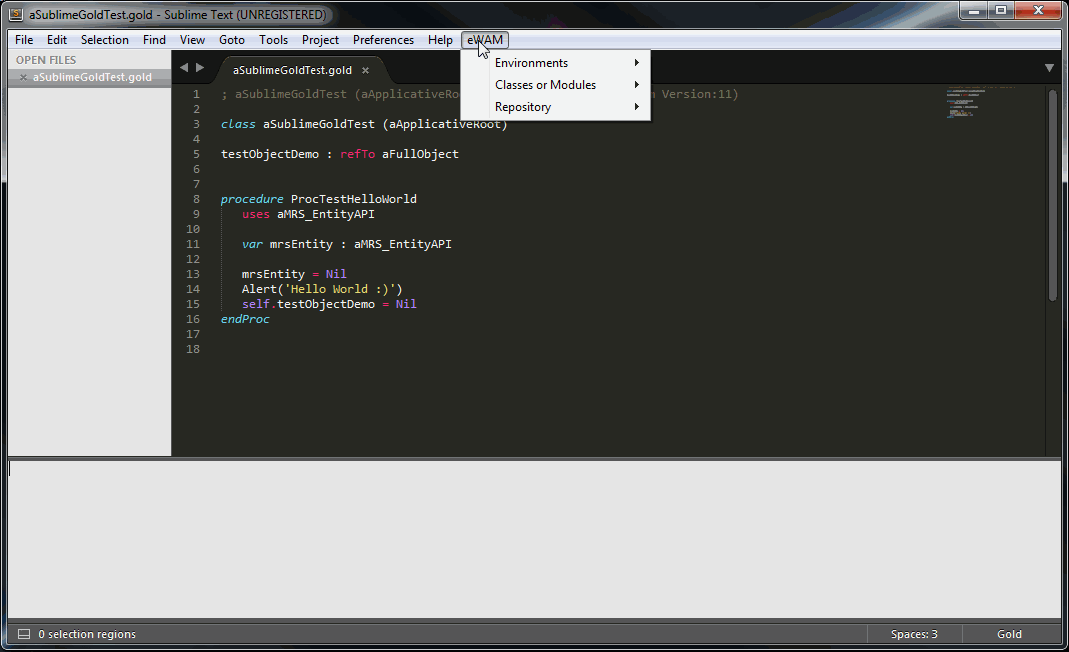 aSublimeGoldTest.gold - Sublime Text (UNREGISTERED)
File Edit Selection Find View Goto Tools Project Preferences Help eWAM
OPEN FILES
aSublimeGoldTest.gold
aSublimeGoldTest.gold
Environments
Classes or Modules
Repository
1 ; aSublimeGoldTest (aApplicativeRoo Version:11)
2
3 class aSublimeGoldTest (aApplicativeRoot)
4
5 testObjectDemo : refTo aFullObject
6
7
8 procedure ProcTestHelloWorld
9 uses aMRS_EntityAPI
10
11 var mrsEntity : aMRS_EntityAPI
12
13 mrsEntity = Nil
14 Alert('Hello World :)')
15 self.testObjectDemo = Nil
16 endProc
17
18
0 selection regions Spaces: 3 Gold